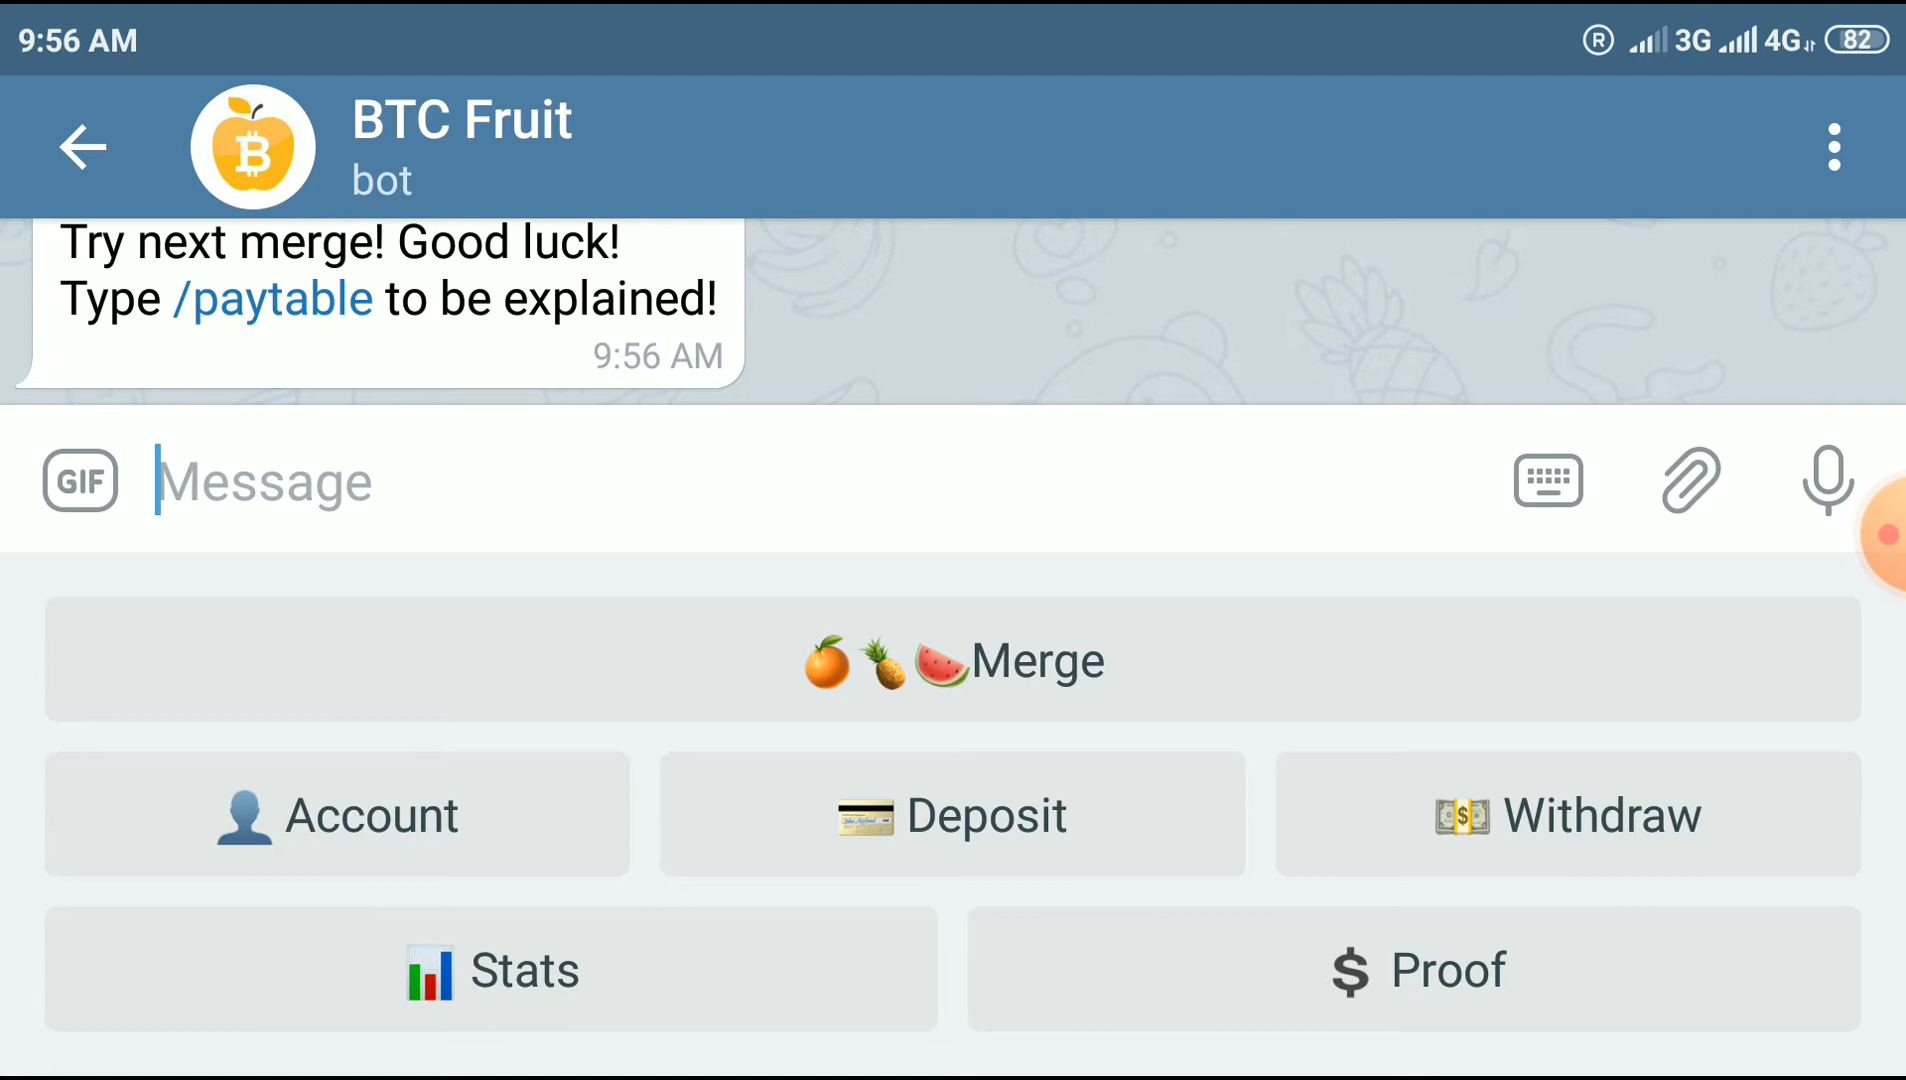 9:56 AM
R 3G 4G 82
BTC Fruit
bot
Try next merge! Good luck!
Type /paytable to be explained!
9:56 AM
GIF Message
Merge
Account Deposit Withdraw
Stats Proof